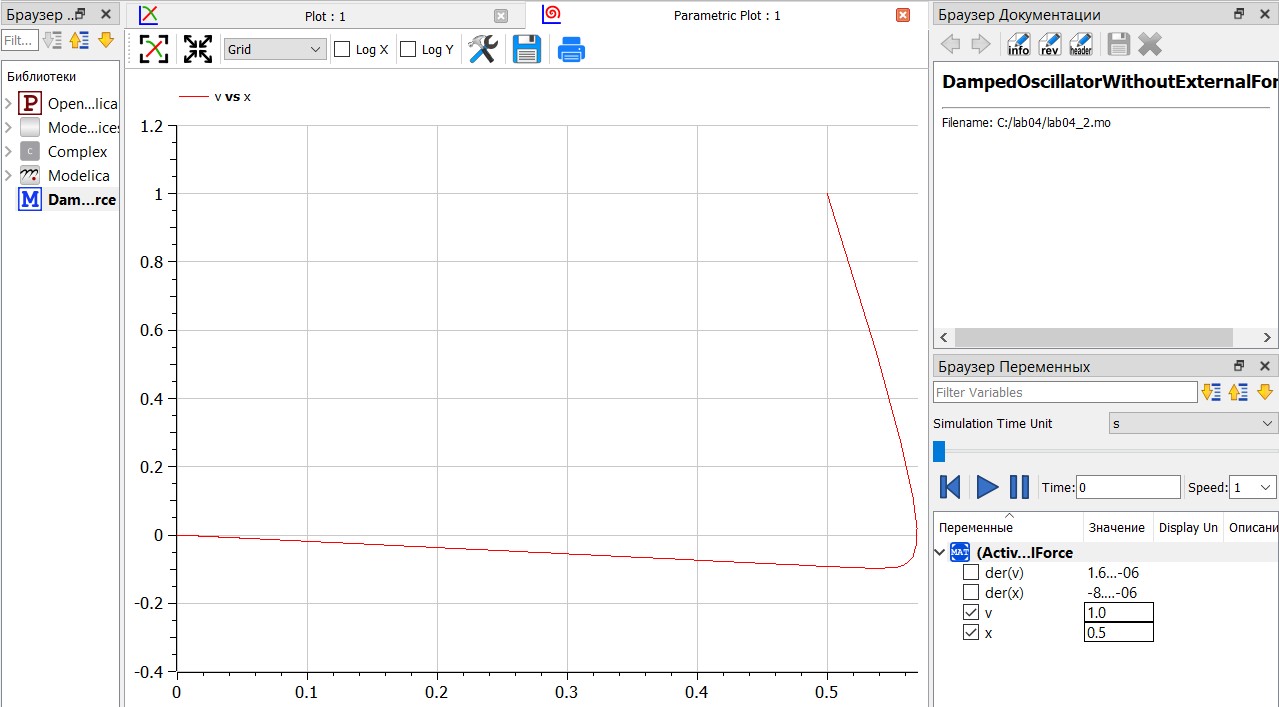 Браузер ..
Filt...
Библиотеки
P Open...lica
Mode...ices
c Complex
m Modelica
M Dam...rce
Plot : 1
Parametric Plot : 1
Grid
Log X
Log Y
v vs x
1.2
1
0.8
0.6
0.4
0.2
0
-0.2
-0.4
0
0.1
0.2
0.3
0.4
0.5
Браузер Документации
info
rev
header
DampedOscillatorWithoutExternalFor
Filename: C:/lab04/lab04_2.mo
Браузер Переменных
Filter Variables
Simulation Time Unit
s
Time: 0
Speed: 1
Переменные Значение Display Un Описани
MAT (Activ...lForce
der(v) 1.6...-06
der(x) -8....-06
v 1.0
x 0.5